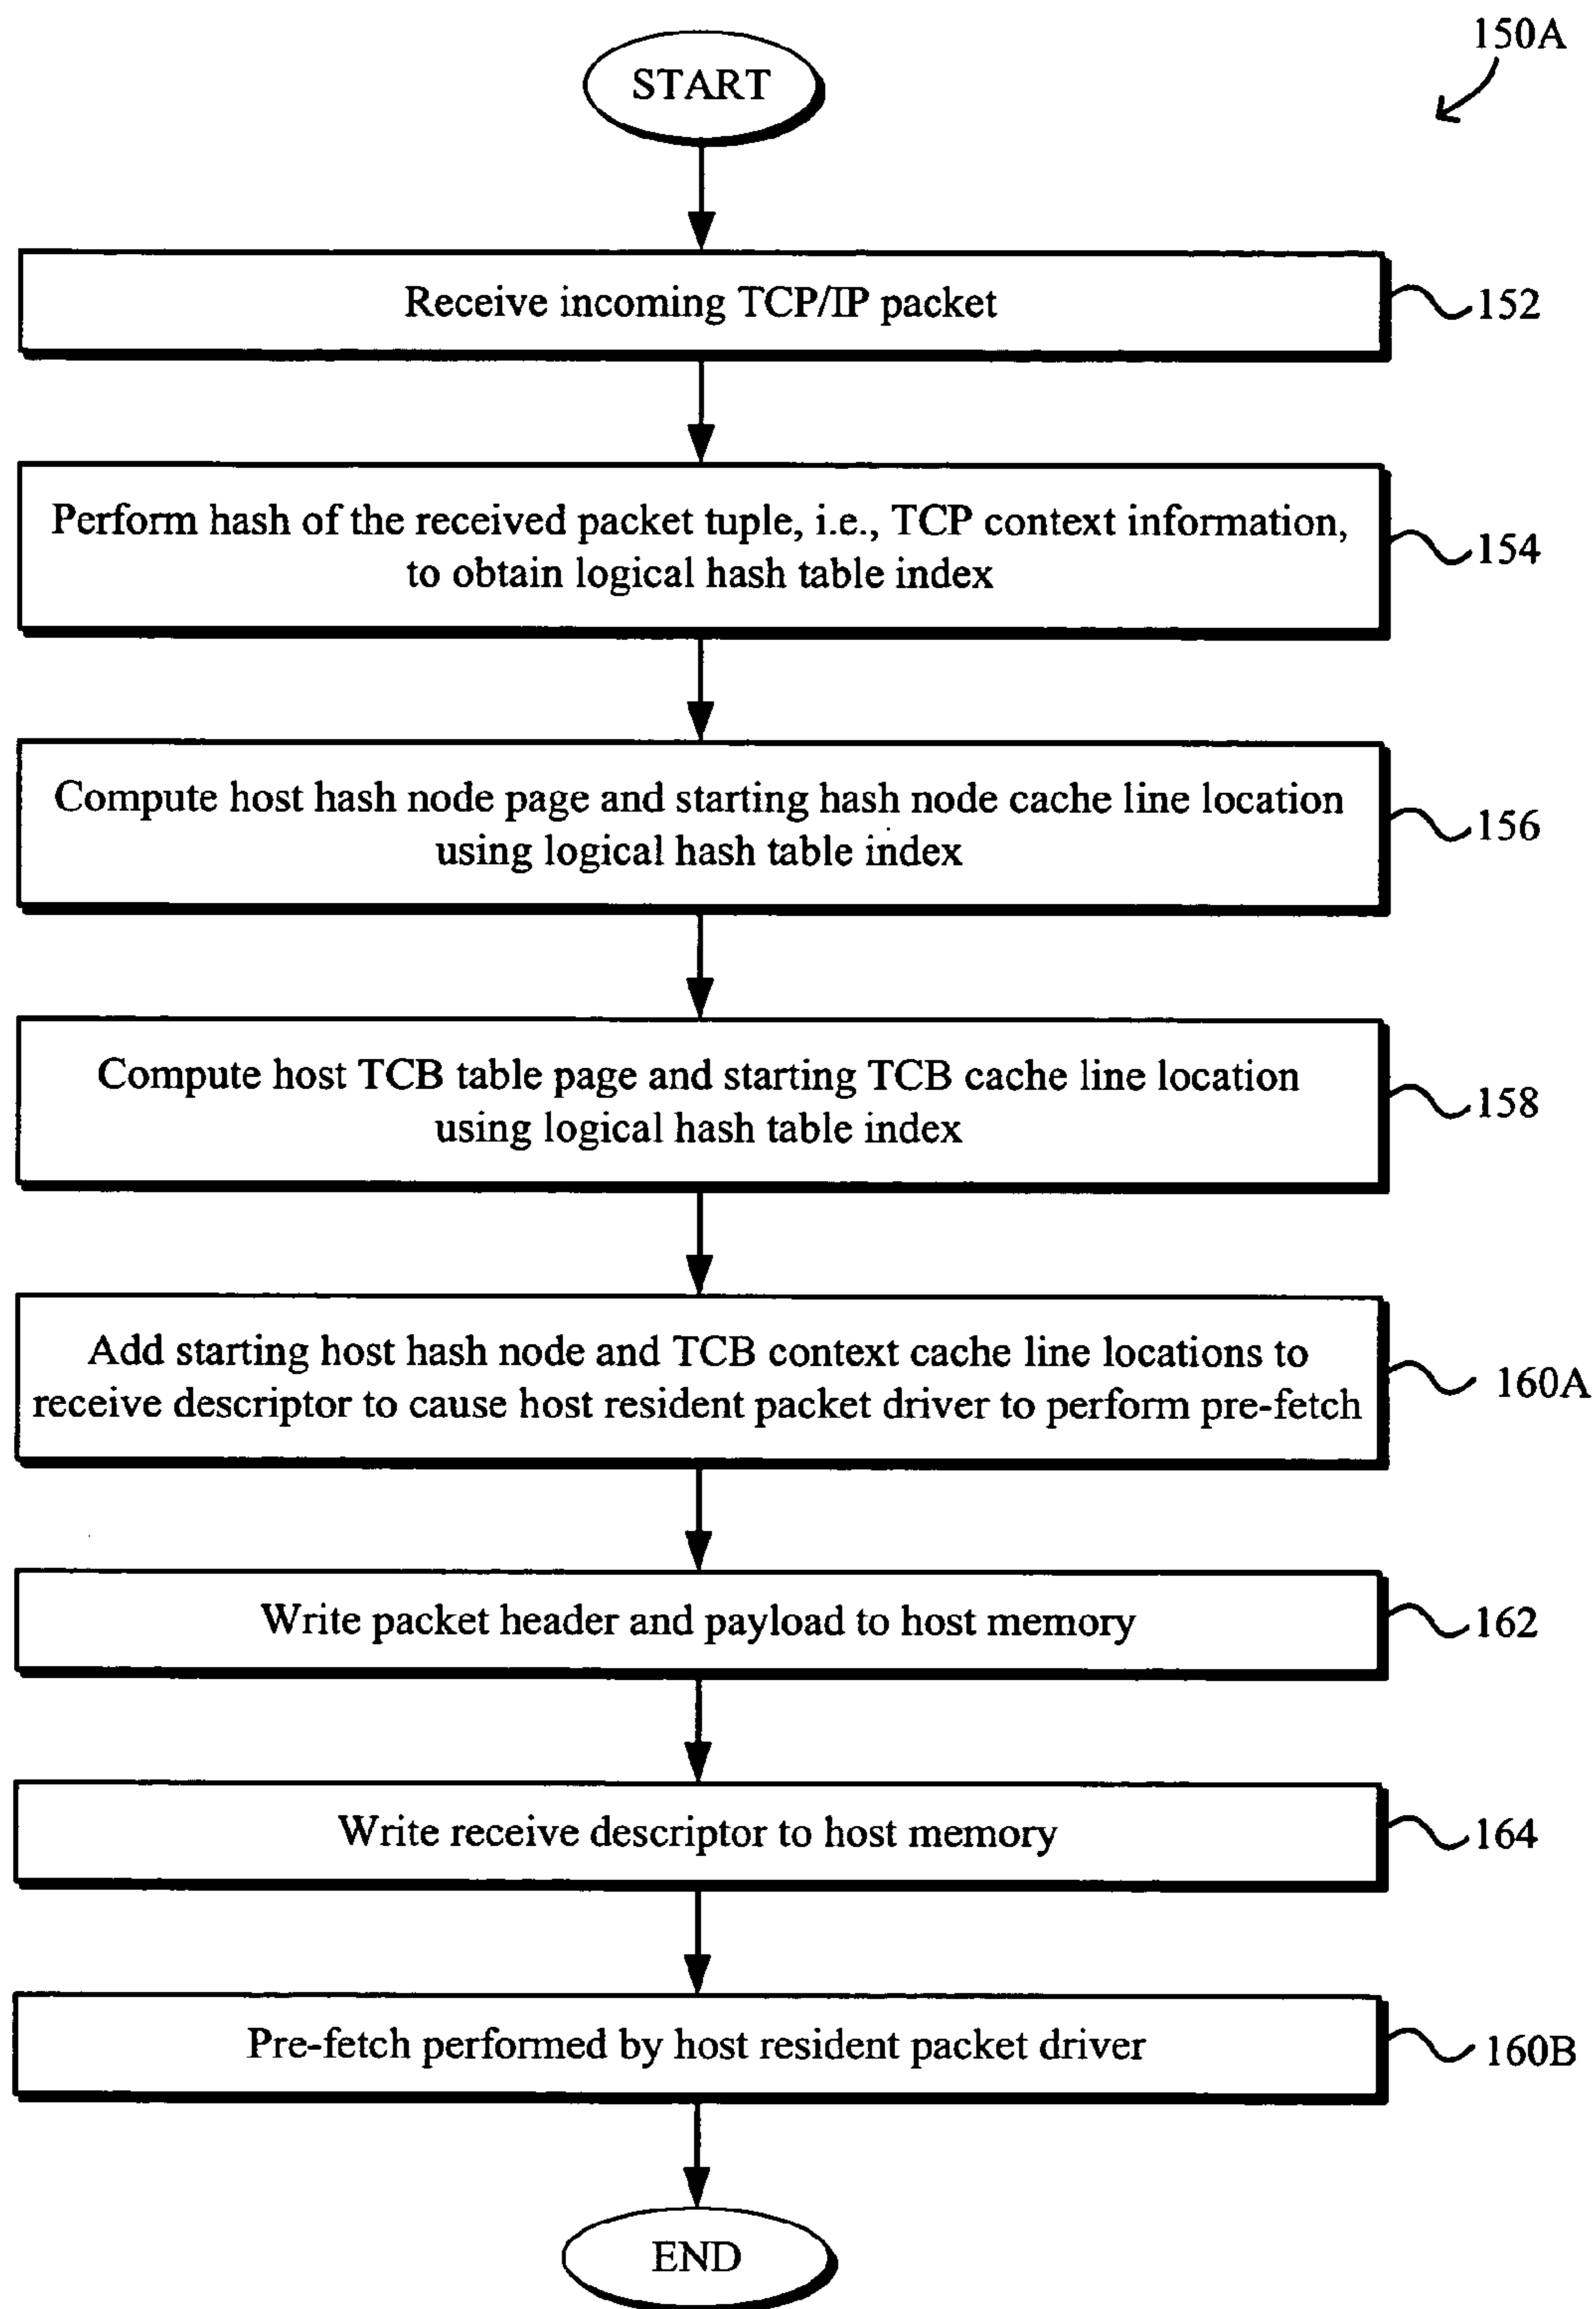 150A
START
Receive incoming TCP/IP packet
152
Perform hash of the received packet tuple, i.e., TCP context information,
to obtain logical hash table index
154
Compute host hash node page and starting hash node cache line location
using logical hash table index
156
Compute host TCB table page and starting TCB cache line location
using logical hash table index
158
Add starting host hash node and TCB context cache line locations to
receive descriptor to cause host resident packet driver to perform pre-fetch
160A
Write packet header and payload to host memory
162
Write receive descriptor to host memory
164
Pre-fetch performed by host resident packet driver
160B
END